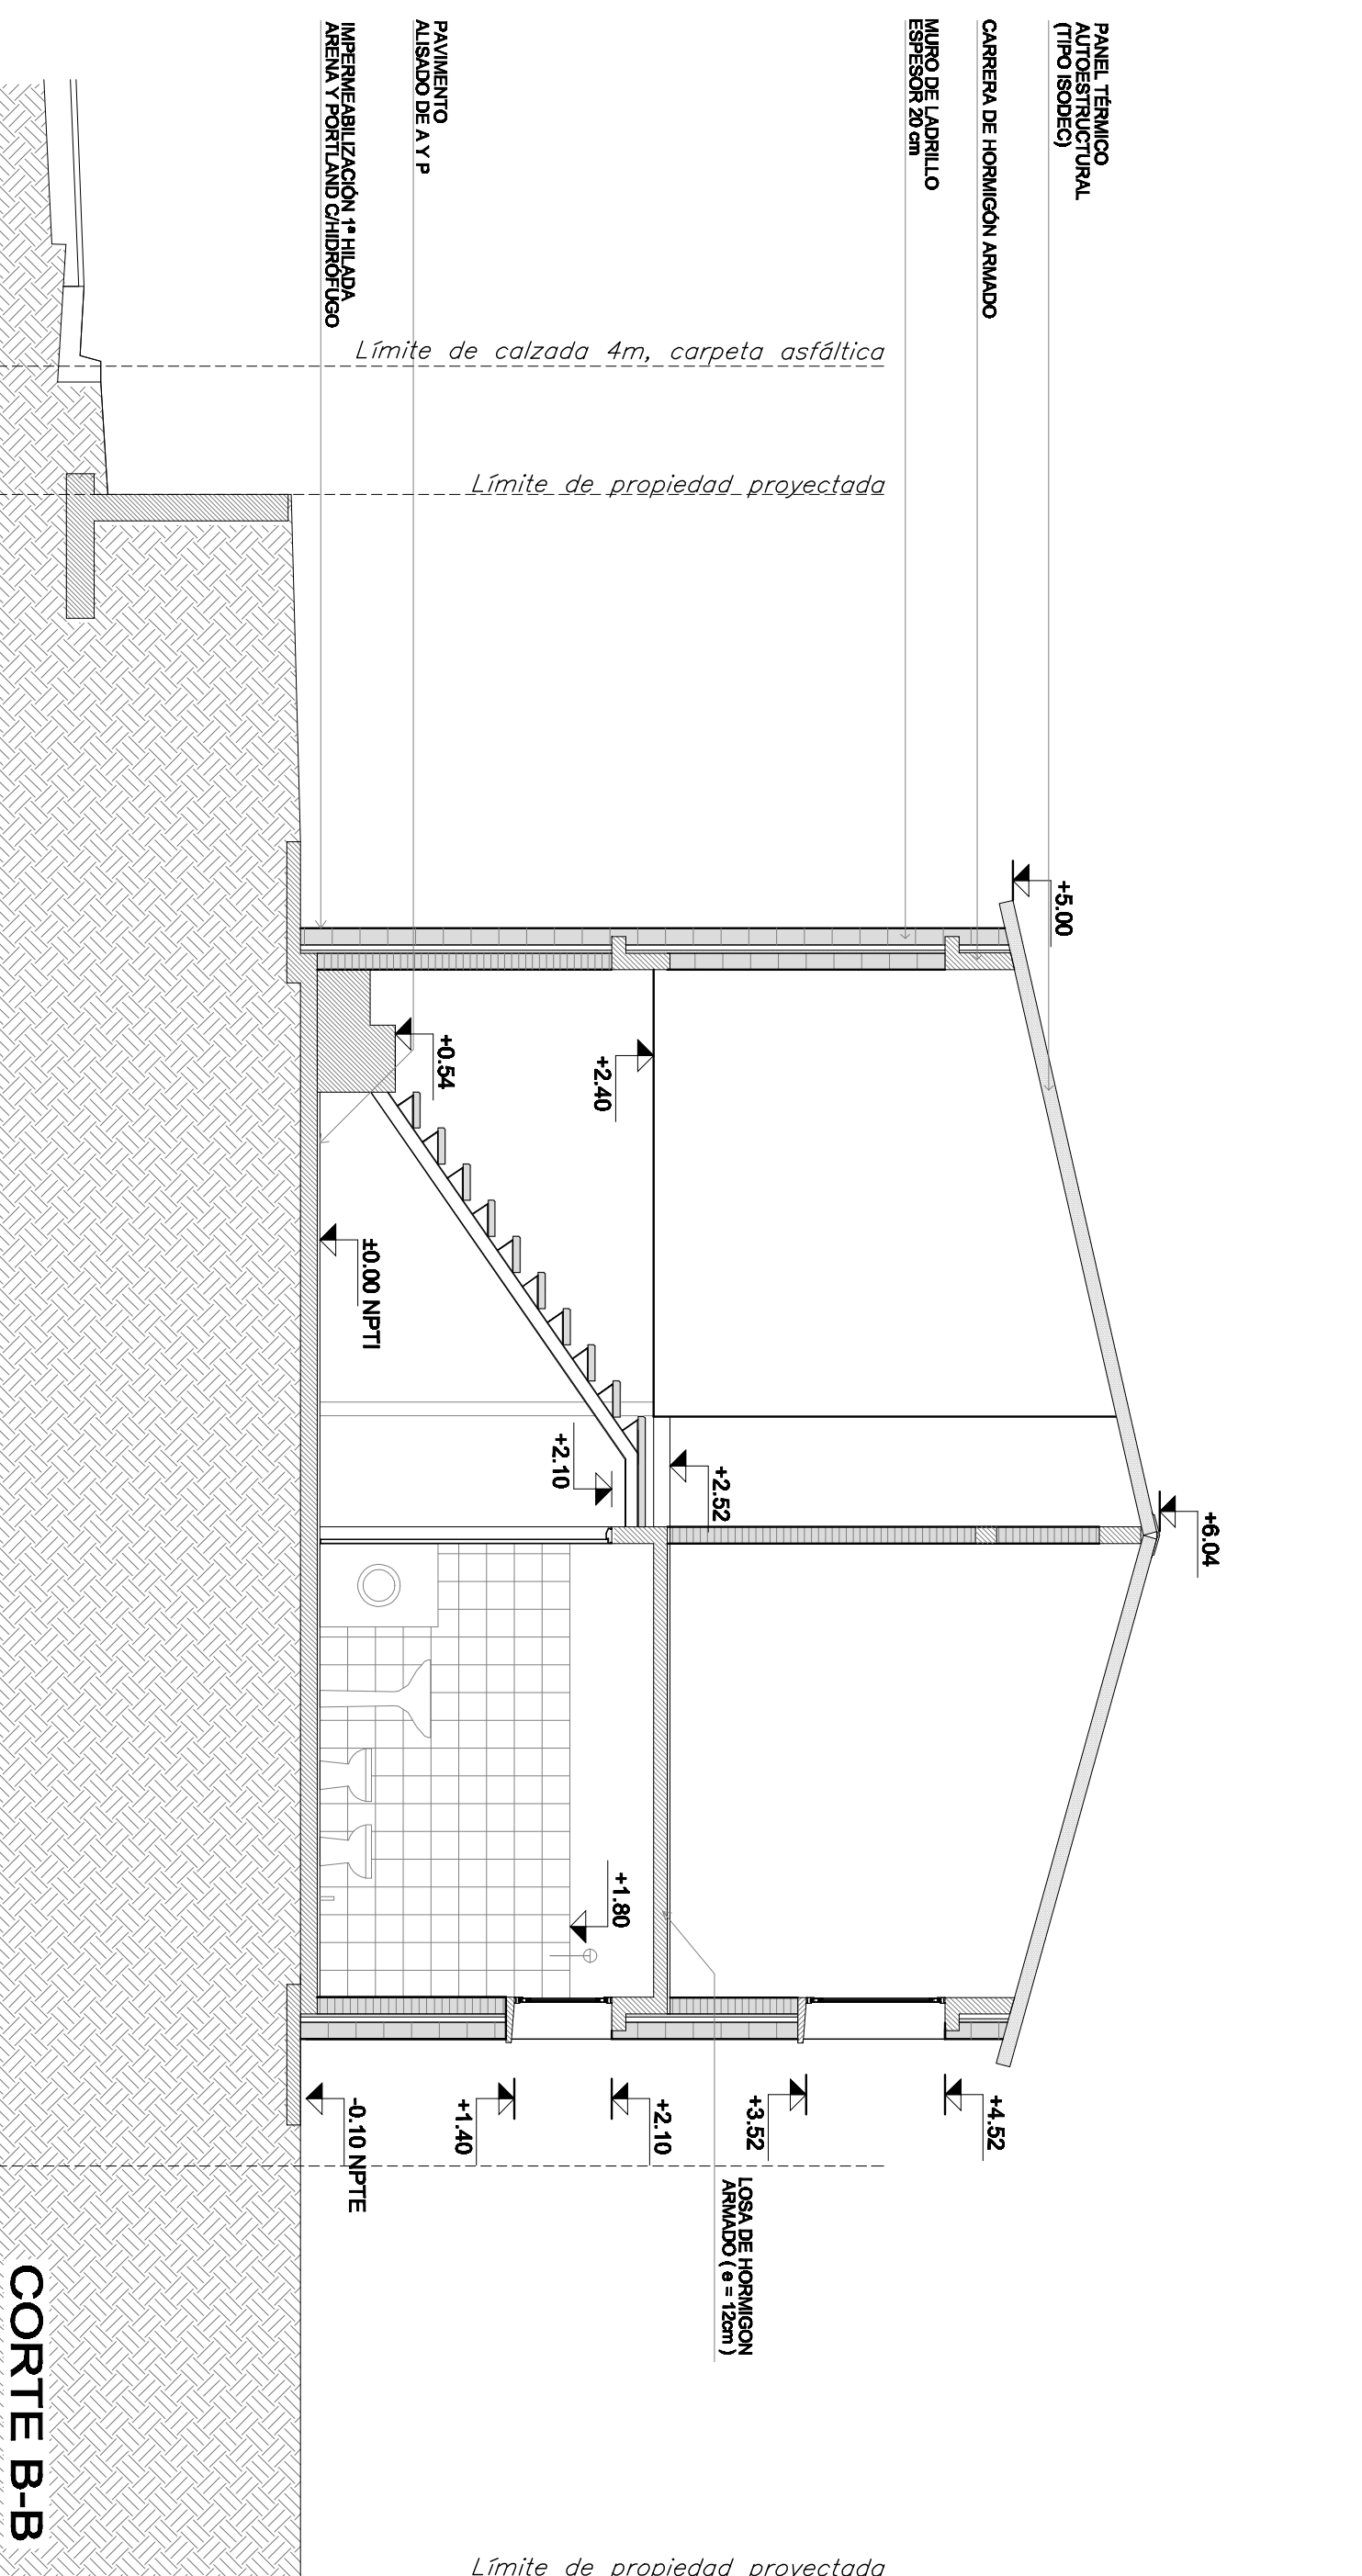 PANEL TÉRMICO
AUTOESTRUCTURAL
(TIPO ISODEC)
CARRERA DE HORMIGÓN ARMADO
MURO DE LADRILLO
ESPESOR 20 cm
PAVIMENTO
ALISADO DE A Y P
IMPERMEABILIZACIÓN 1ª HILADA
ARENA Y PORTLAND C/HIDRÓFUGO
Límite de calzada 4m, carpeta asfáltica
Límite de propiedad proyectada
+5.00
+6.04
+0.54
+2.40
±0.00 NPTI
+2.10
+2.52
+1.80
+4.52
+3.52
+2.10
+1.40
-0.10 NPTE
LOSA DE HORMIGON
ARMADO ( e = 12cm )
Límite de propiedad proyectada
CORTE B-B